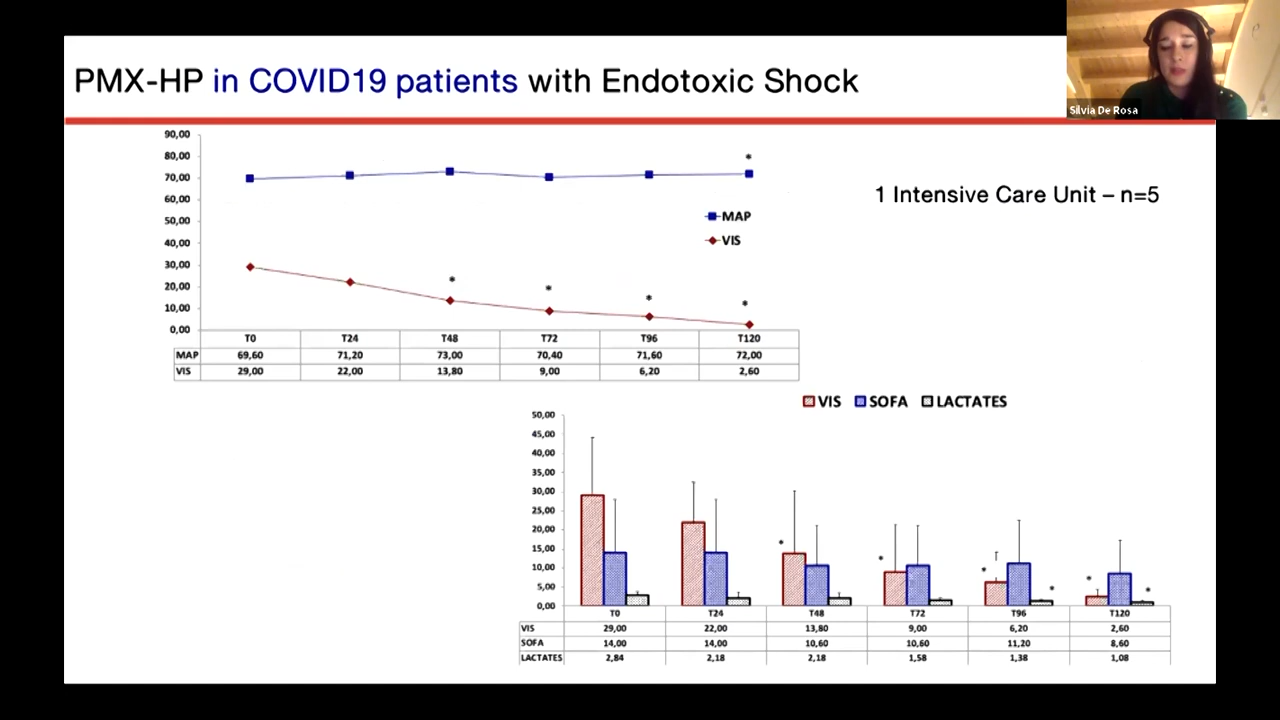 PMX-HP in COVID19 patients with Endotoxic Shock
Silvia De Rosa
1 Intensive Care Unit – n=5
90,00
80,00
70,00
60,00
50,00
40,00
30,00
20,00
10,00
0,00
*
MAP
VIS
* * * *
T0 T24 T48 T72 T96 T120
MAP 69,60 71,20 73,00 70,40 71,60 72,00
VIS 29,00 22,00 13,80 9,00 6,20 2,60
VIS SOFA LACTATES
50,00
45,00
40,00
35,00
30,00
25,00
20,00
15,00
10,00
5,00
0,00
* * * * * *
T0 T24 T48 T72 T96 T120
VIS 29,00 22,00 13,80 9,00 6,20 2,60
SOFA 14,00 14,00 10,60 10,60 11,20 8,60
LACTATES 2,84 2,18 2,18 1,58 1,38 1,08